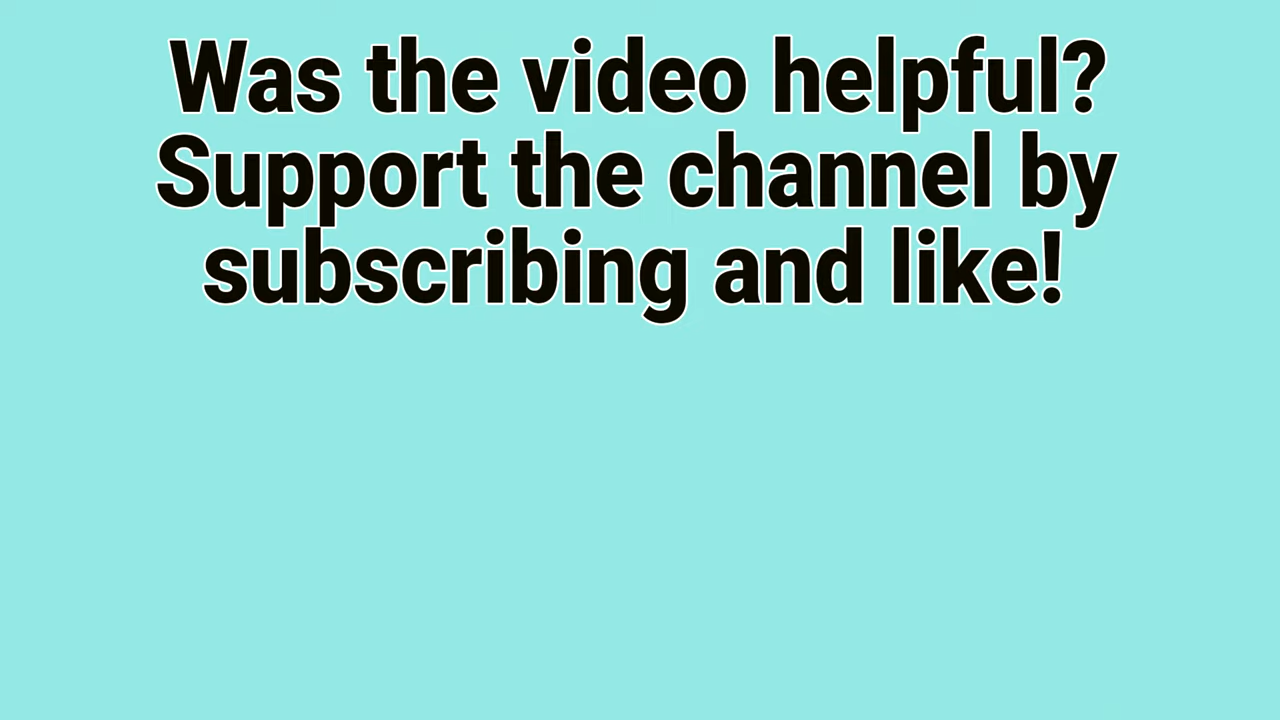 Was the video helpful?
Support the channel by
subscribing and like!